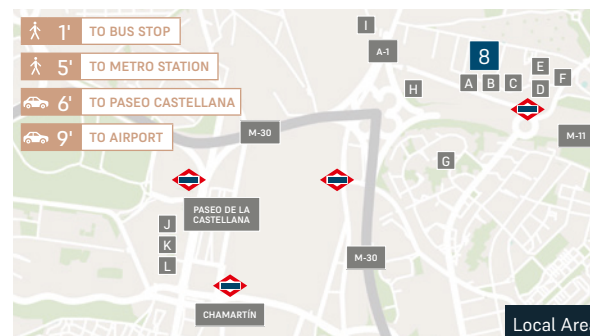 1' TO BUS STOP
5' TO METRO STATION
6' TO PASEO CASTELLANA
9' TO AIRPORT
I
A-1
8
E
F
A B C D
H
M-30
M-11
G
PASEO DE LA
CASTELLANA
J
K
L
M-30
CHAMARTÍN
Local Area